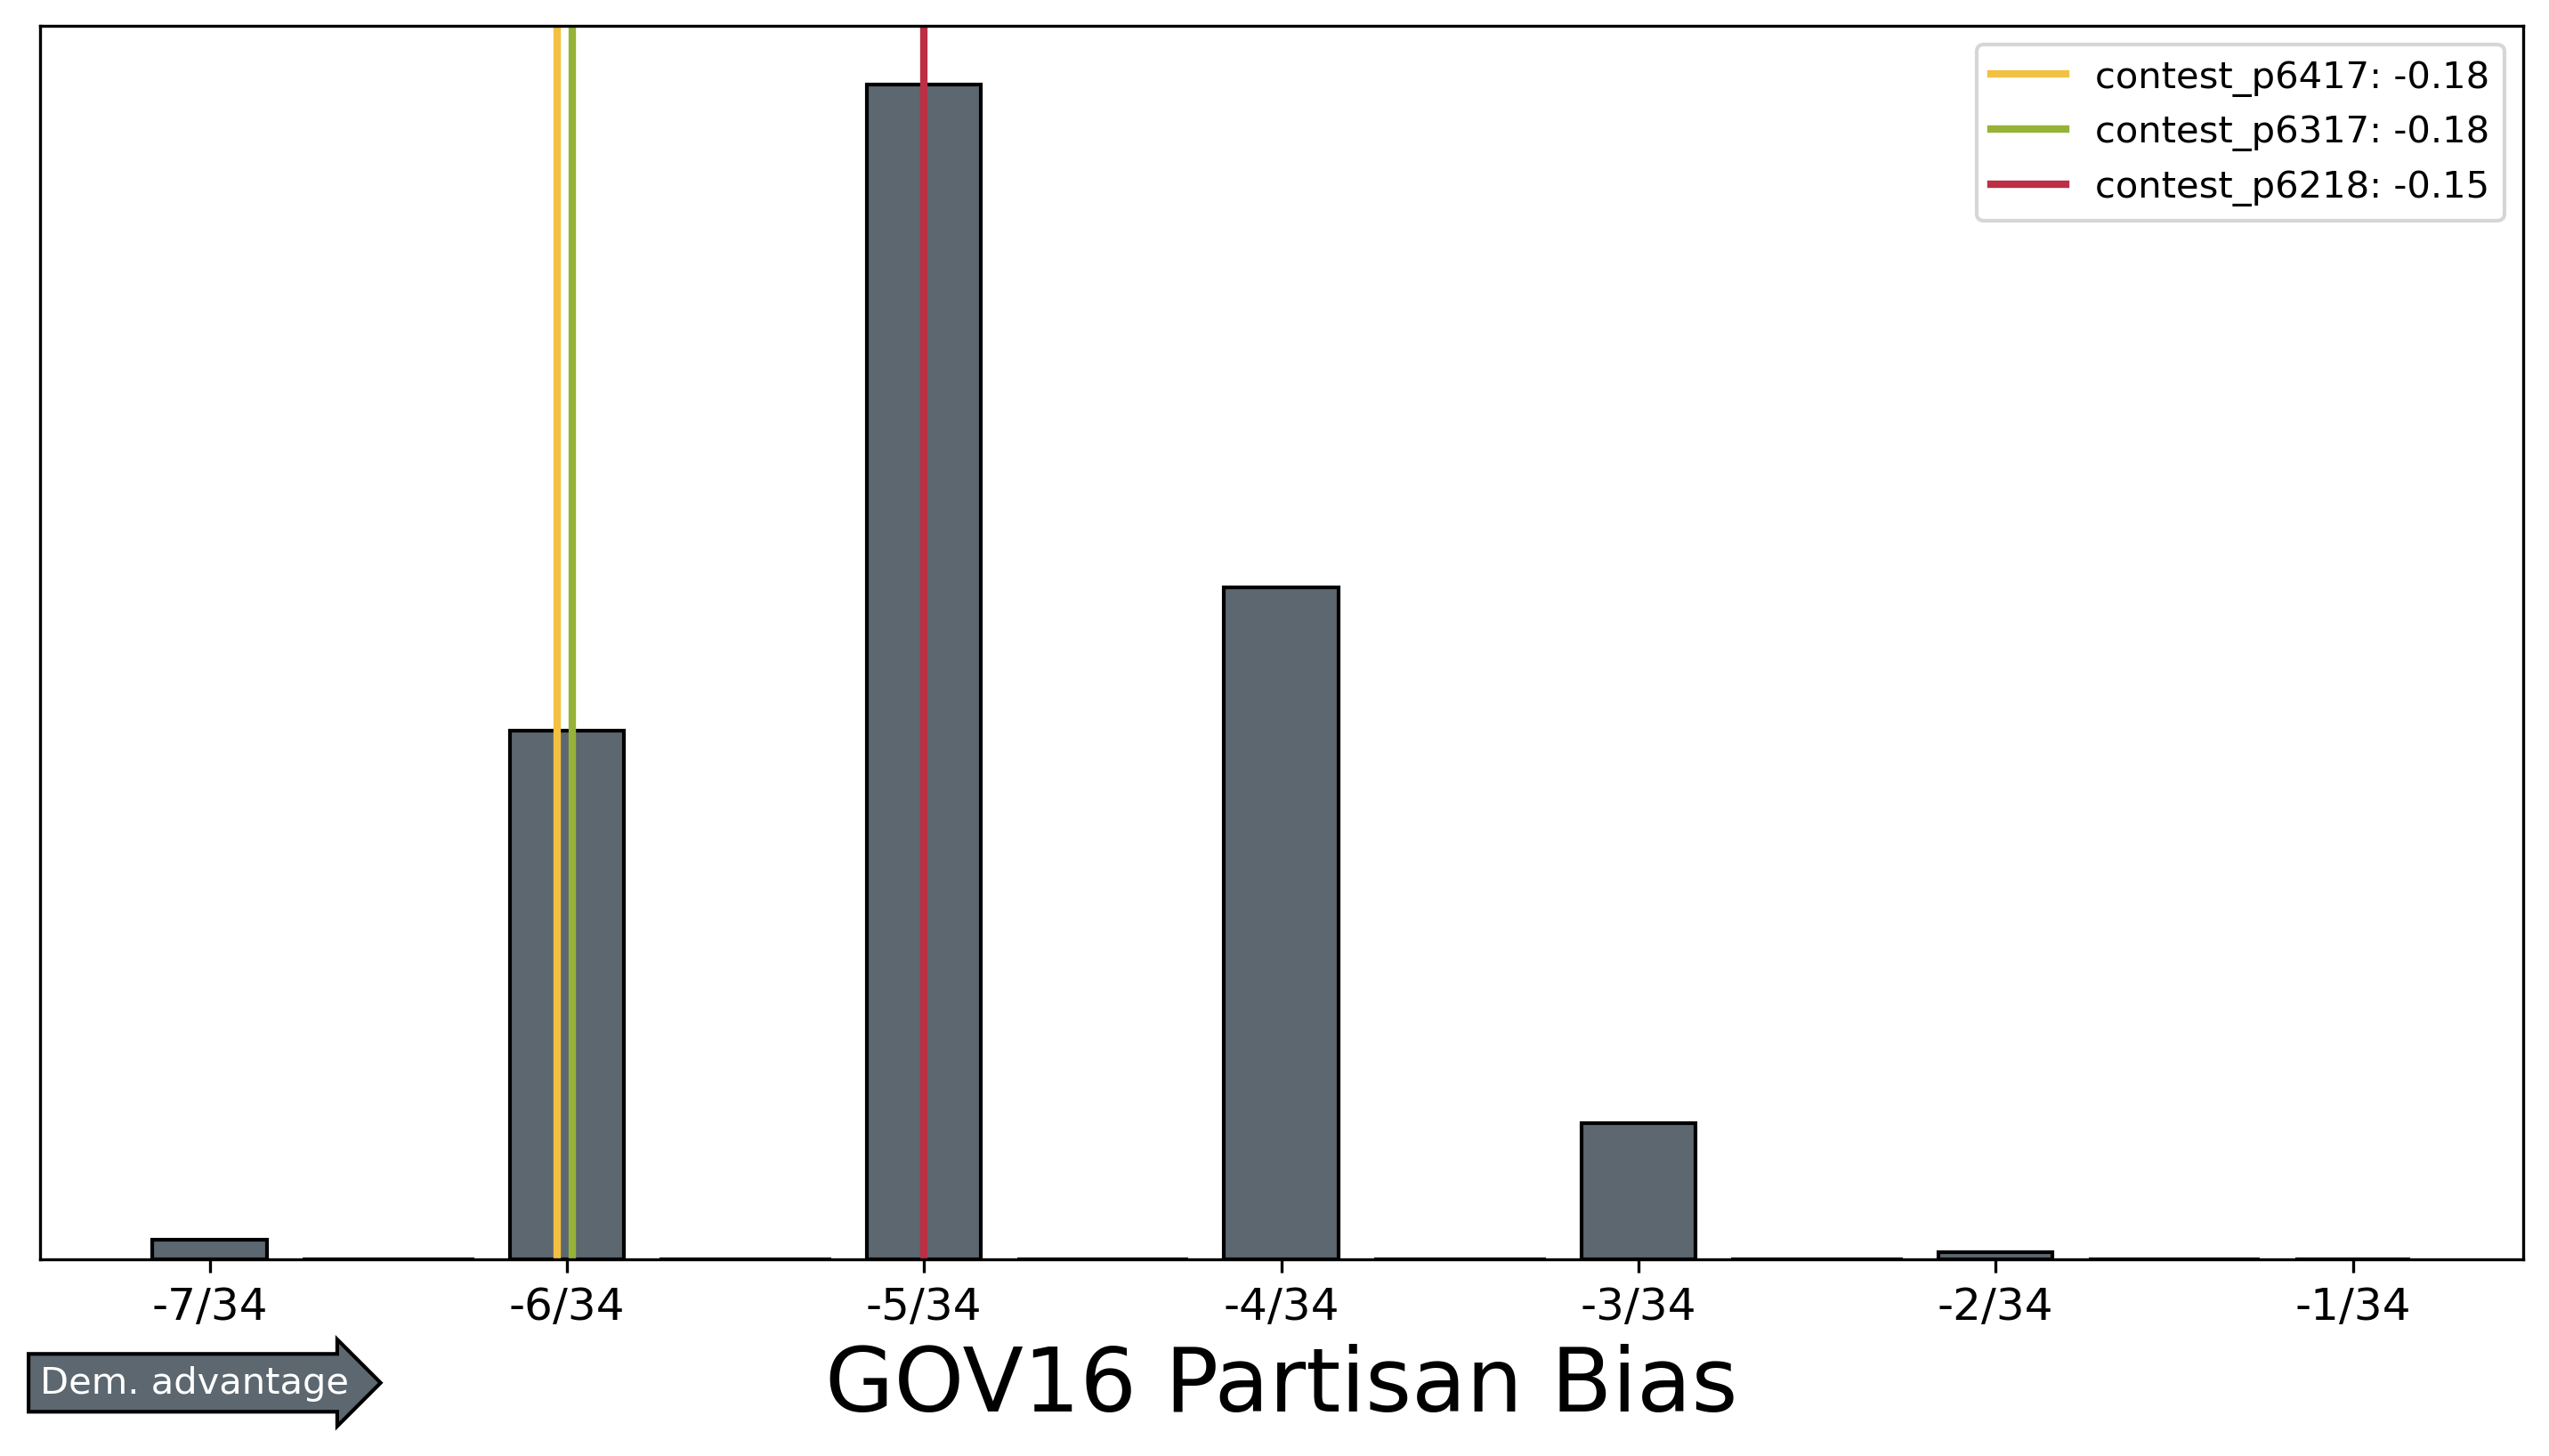 contest_p6417: -0.18
contest_p6317: -0.18
contest_p6218: -0.15
-7/34 -6/34 -5/34 -4/34 -3/34 -2/34 -1/34
Dem. advantage
GOV16 Partisan Bias